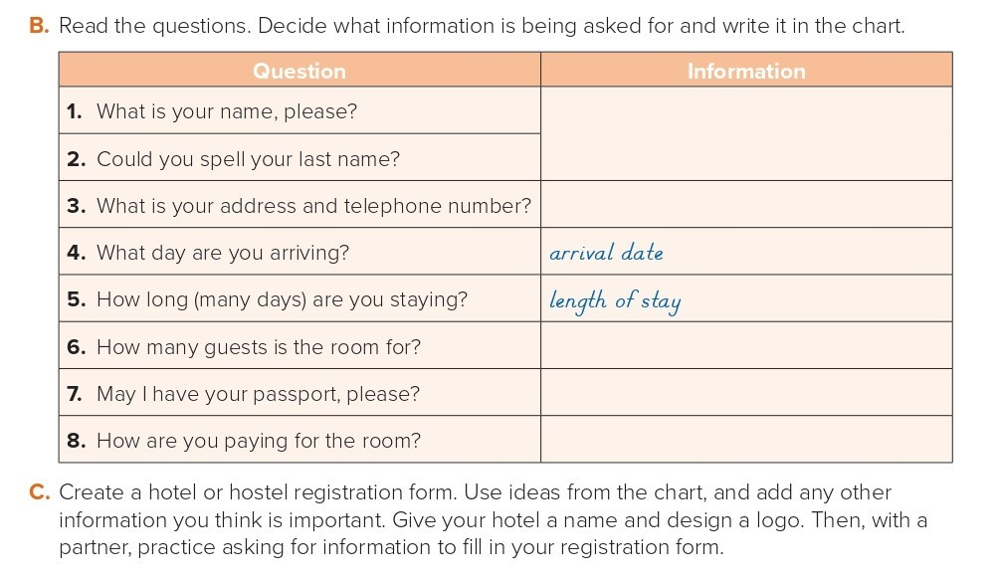 B. Read the questions. Decide what information is being asked for and write it in the chart.
Question Information
1. What is your name, please?
2. Could you spell your last name?
3. What is your address and telephone number?
4. What day are you arriving? arrival date
5. How long (many days) are you staying? length of stay
6. How many guests is the room for?
7. May I have your passport, please?
8. How are you paying for the room?
C. Create a hotel or hostel registration form. Use ideas from the chart, and add any other
information you think is important. Give your hotel a name and design a logo. Then, with a
partner, practice asking for information to fill in your registration form.